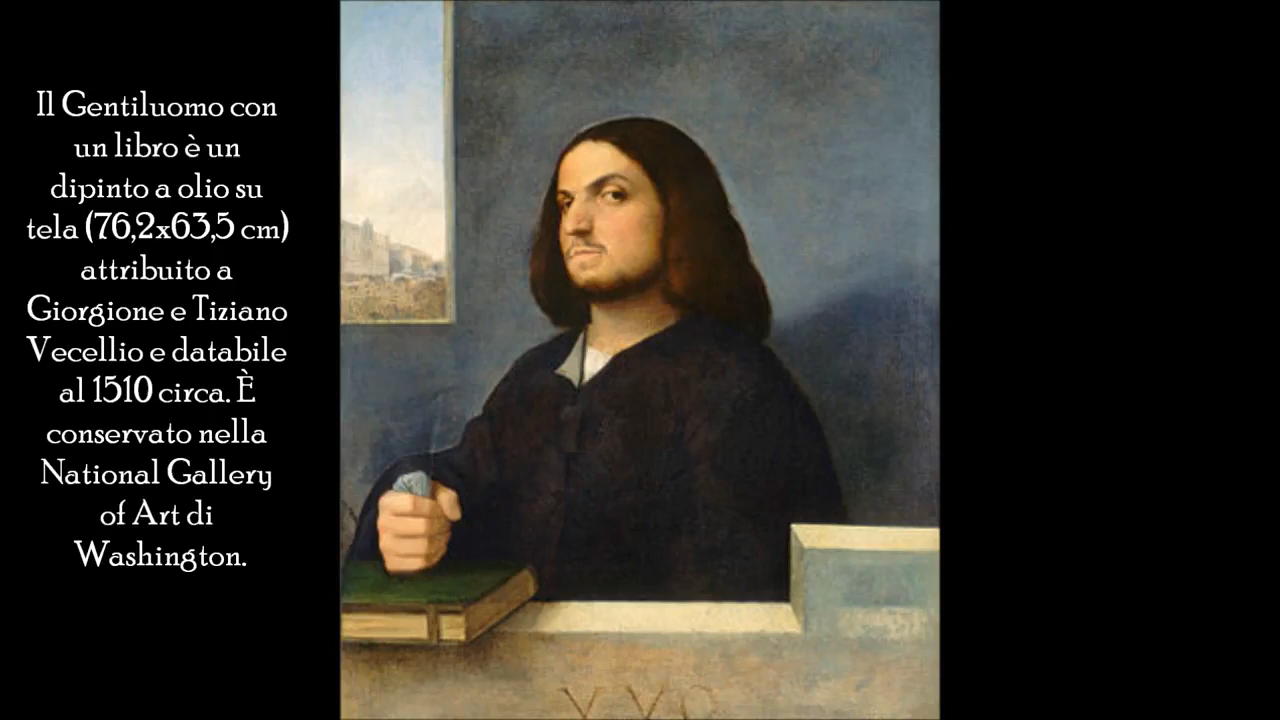 Il Gentiluomo con
un libro è un
dipinto a olio su
tela (76,2x63,5 cm)
attribuito a
Giorgione e Tiziano
Vecellio e databile
al 1510 circa. È
conservato nella
National Gallery
of Art di
Washington.